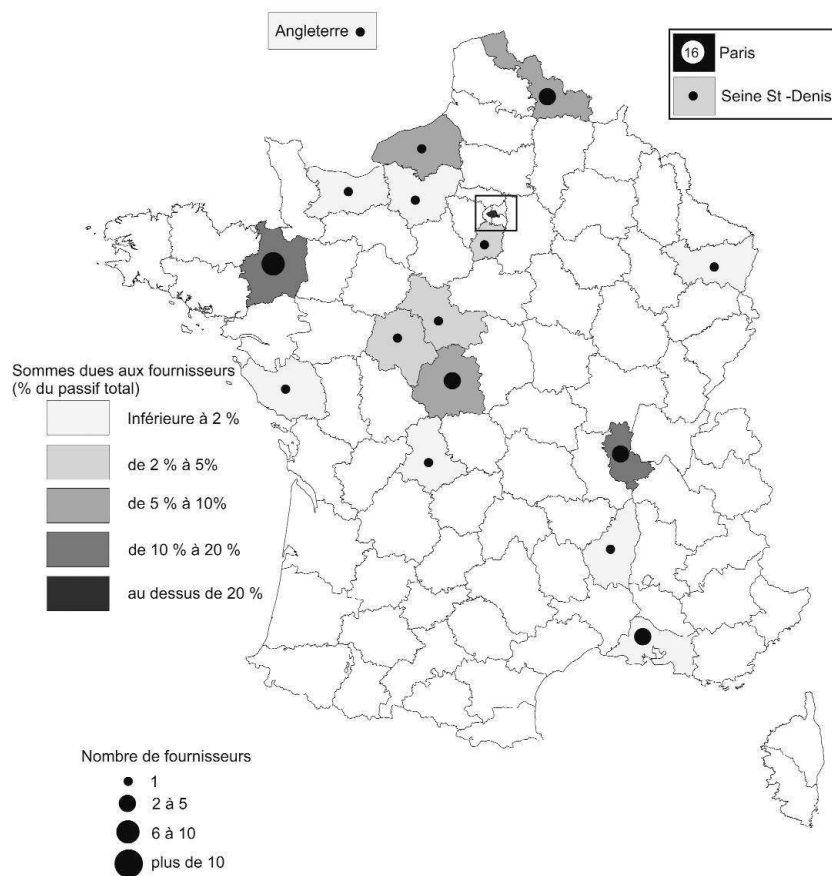 Angleterre
16 Paris
Seine St -Denis
Sommes dues aux fournisseurs
(% du passif total)
Inférieure à 2 %
de 2 % à 5%
de 5 % à 10%
de 10 % à 20 %
au dessus de 20 %
Nombre de fournisseurs
1
2 à 5
6 à 10
plus de 10